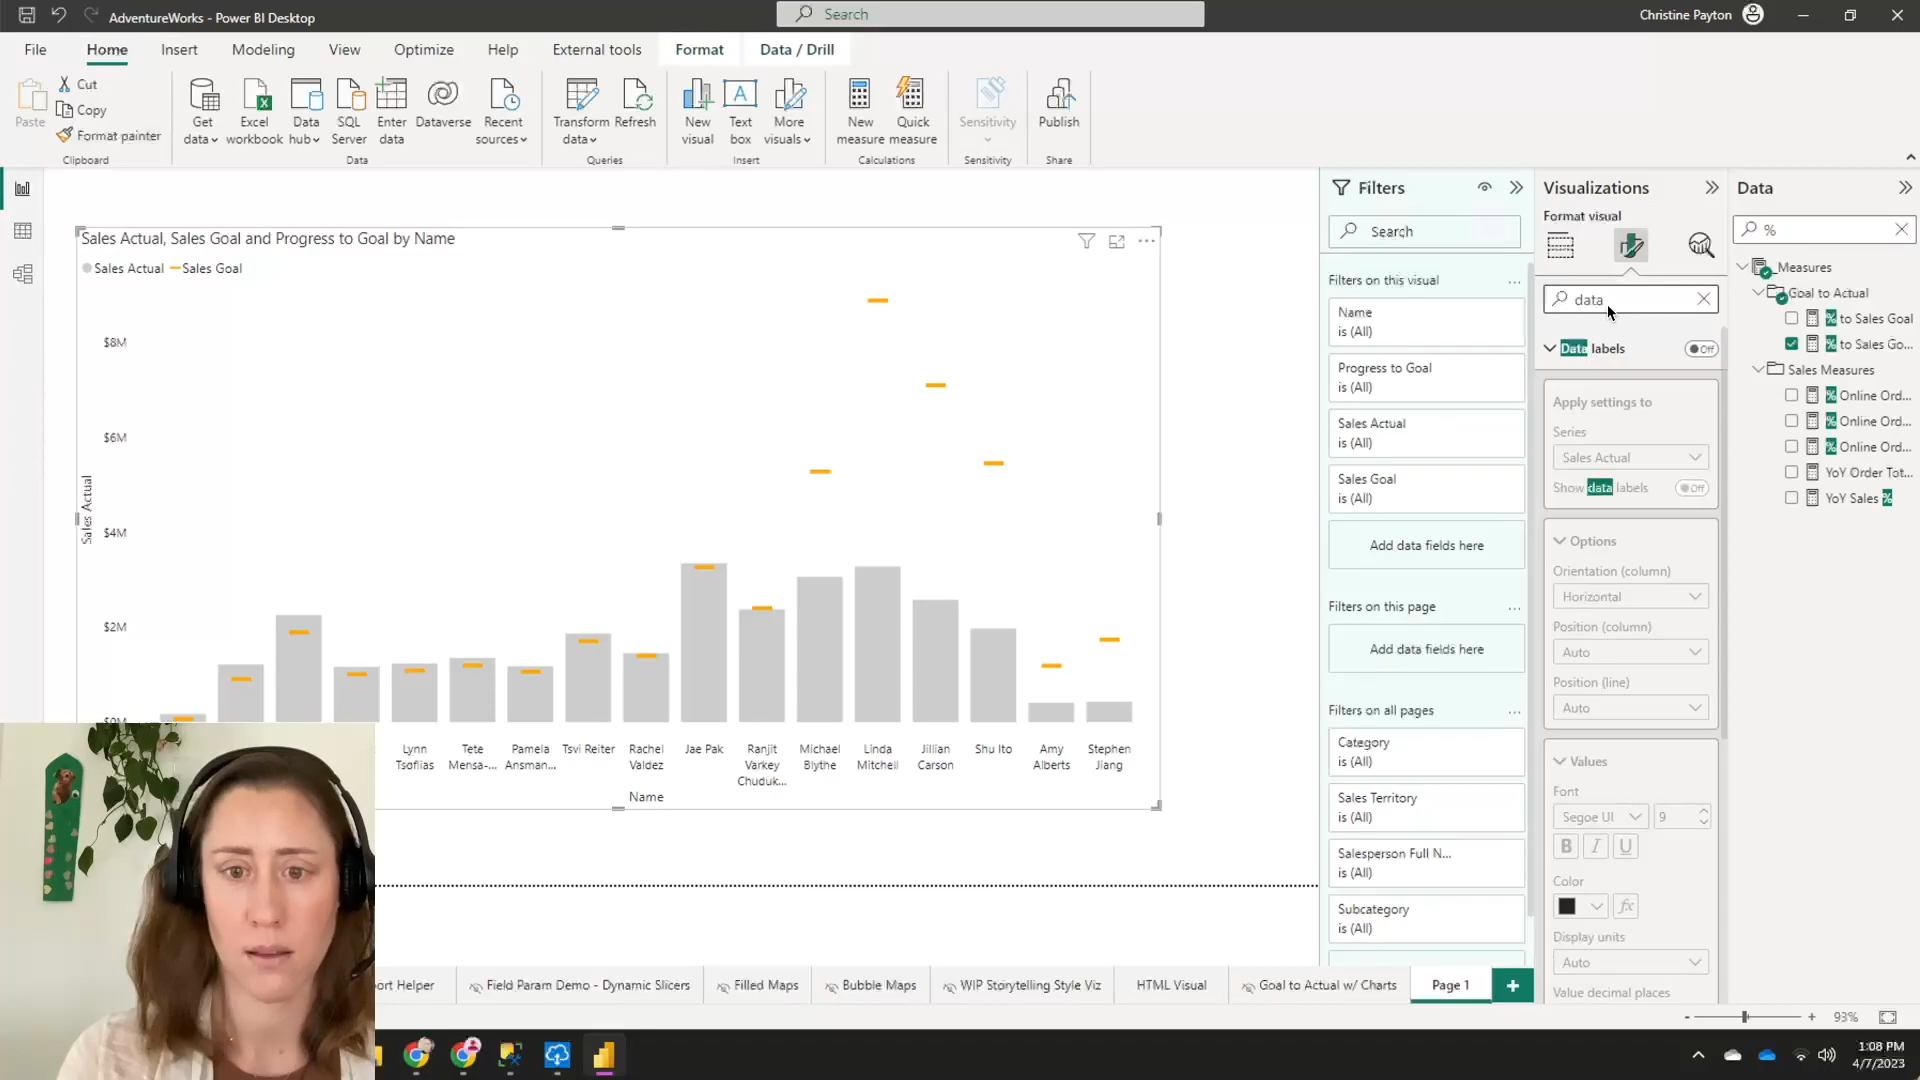 AdventureWorks - Power BI Desktop
Search
Christine Payton
File
Home
Insert
Modeling
View
Optimize
Help
External tools
Format
Data / Drill
Paste
Cut
Copy
Format painter
Clipboard
Get data
Excel workbook
Data hub
SQL Server
Enter data
Dataverse
Recent sources
Data
Transform data
Refresh
Queries
New visual
Text box
More visuals
Insert
New measure
Quick measure
Calculations
Sensitivity
Sensitivity
Publish
Share
Sales Actual, Sales Goal and Progress to Goal by Name
Sales Actual
Sales Goal
Sales Actual
$8M
$6M
$4M
$2M
$0M
Lynn Tsoflias
Tete Mensa-...
Pamela Ansman...
Tsvi Reiter
Rachel Valdez
Jae Pak
Ranjit Varkey Chuduk...
Michael Blythe
Linda Mitchell
Jillian Carson
Shu Ito
Amy Alberts
Stephen Jiang
Name
Filters
Search
Filters on this visual
...
Name
is (All)
Progress to Goal
is (All)
Sales Actual
is (All)
Sales Goal
is (All)
Add data fields here
Filters on this page
...
Add data fields here
Filters on all pages
...
Category
is (All)
Sales Territory
is (All)
Salesperson Full N...
is (All)
Subcategory
is (All)
Visualizations
Format visual
data
Data labels
Off
Apply settings to
Series
Sales Actual
Show data labels
Off
Options
Orientation (column)
Horizontal
Position (column)
Auto
Position (line)
Auto
Values
Font
Segoe UI
9
B
I
U
Color
fx
Display units
Auto
Value decimal places
Data
%
_Measures
Goal to Actual
% to Sales Goal
% to Sales Go...
Sales Measures
% Online Ord...
% Online Ord...
% Online Ord...
YoY Order Tot...
YoY Sales %
ort Helper
Field Param Demo - Dynamic Slicers
Filled Maps
Bubble Maps
WIP Storytelling Style Viz
HTML Visual
Goal to Actual w/ Charts
Page 1
+
-
+
93%
1:08 PM
4/7/2023